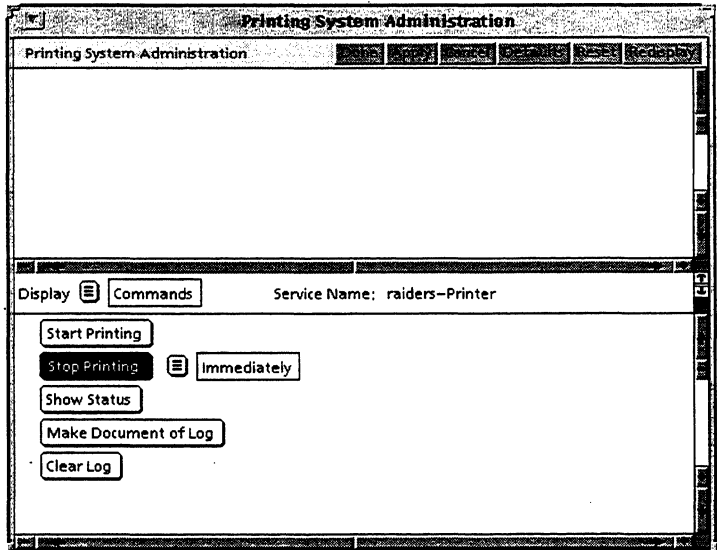 Printing System Administration
Printing System Administration Done Apply Cancel Defaults Reset Redisplay
Display Commands Service Name: raiders-Printer
Start Printing
Stop Printing Immediately
Show Status
Make Document of Log
Clear Log